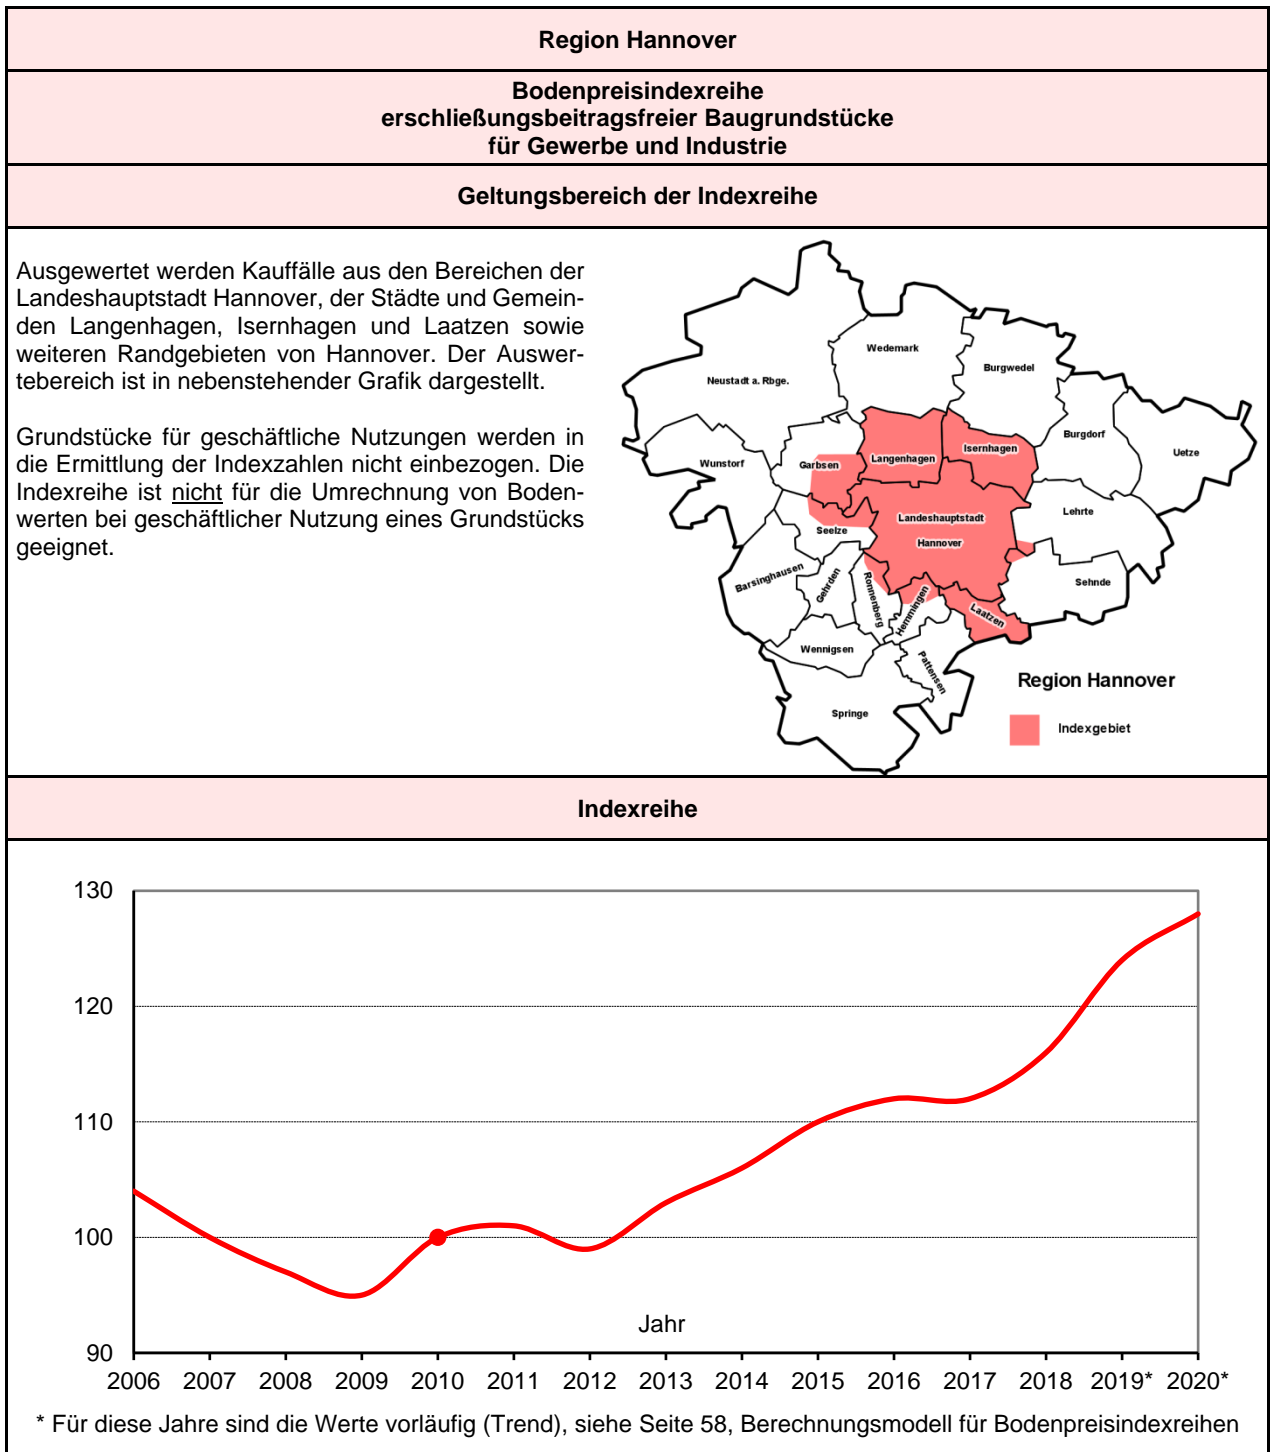 Region Hannover
Bodenpreisindexreihe
erschließungsbeitragsfreier Baugrundstücke
für Gewerbe und Industrie
Geltungsbereich der Indexreihe
Ausgewertet werden Kauffälle aus den Bereichen der
Landeshauptstadt Hannover, der Städte und Gemein-
den Langenhagen, Isernhagen und Laatzen sowie
weiteren Randgebieten von Hannover. Der Auswer-
tebereich ist in nebenstehender Grafik dargestellt.
Grundstücke für geschäftliche Nutzungen werden in
die Ermittlung der Indexzahlen nicht einbezogen. Die
Indexreihe ist nicht für die Umrechnung von Boden-
werten bei geschäftlicher Nutzung eines Grundstücks
geeignet.
Wedemark
Burgwedel
Neustadt a. Rbge.
Burgdorf
Uetze
Isernhagen
Langenhagen
Garbsen
Wunstorf
Lehrte
Landeshauptstadt
Hannover
Seelze
Barsinghausen
Gehrden
Ronnenberg
Hemmingen
Laatzen
Sehnde
Wennigsen
Pattensen
Springe
Region Hannover
Indexgebiet
Indexreihe
130
120
110
100
90
Jahr
2006 2007 2008 2009 2010 2011 2012 2013 2014 2015 2016 2017 2018 2019* 2020*
* Für diese Jahre sind die Werte vorläufig (Trend), siehe Seite 58, Berechnungsmodell für Bodenpreisindexreihen